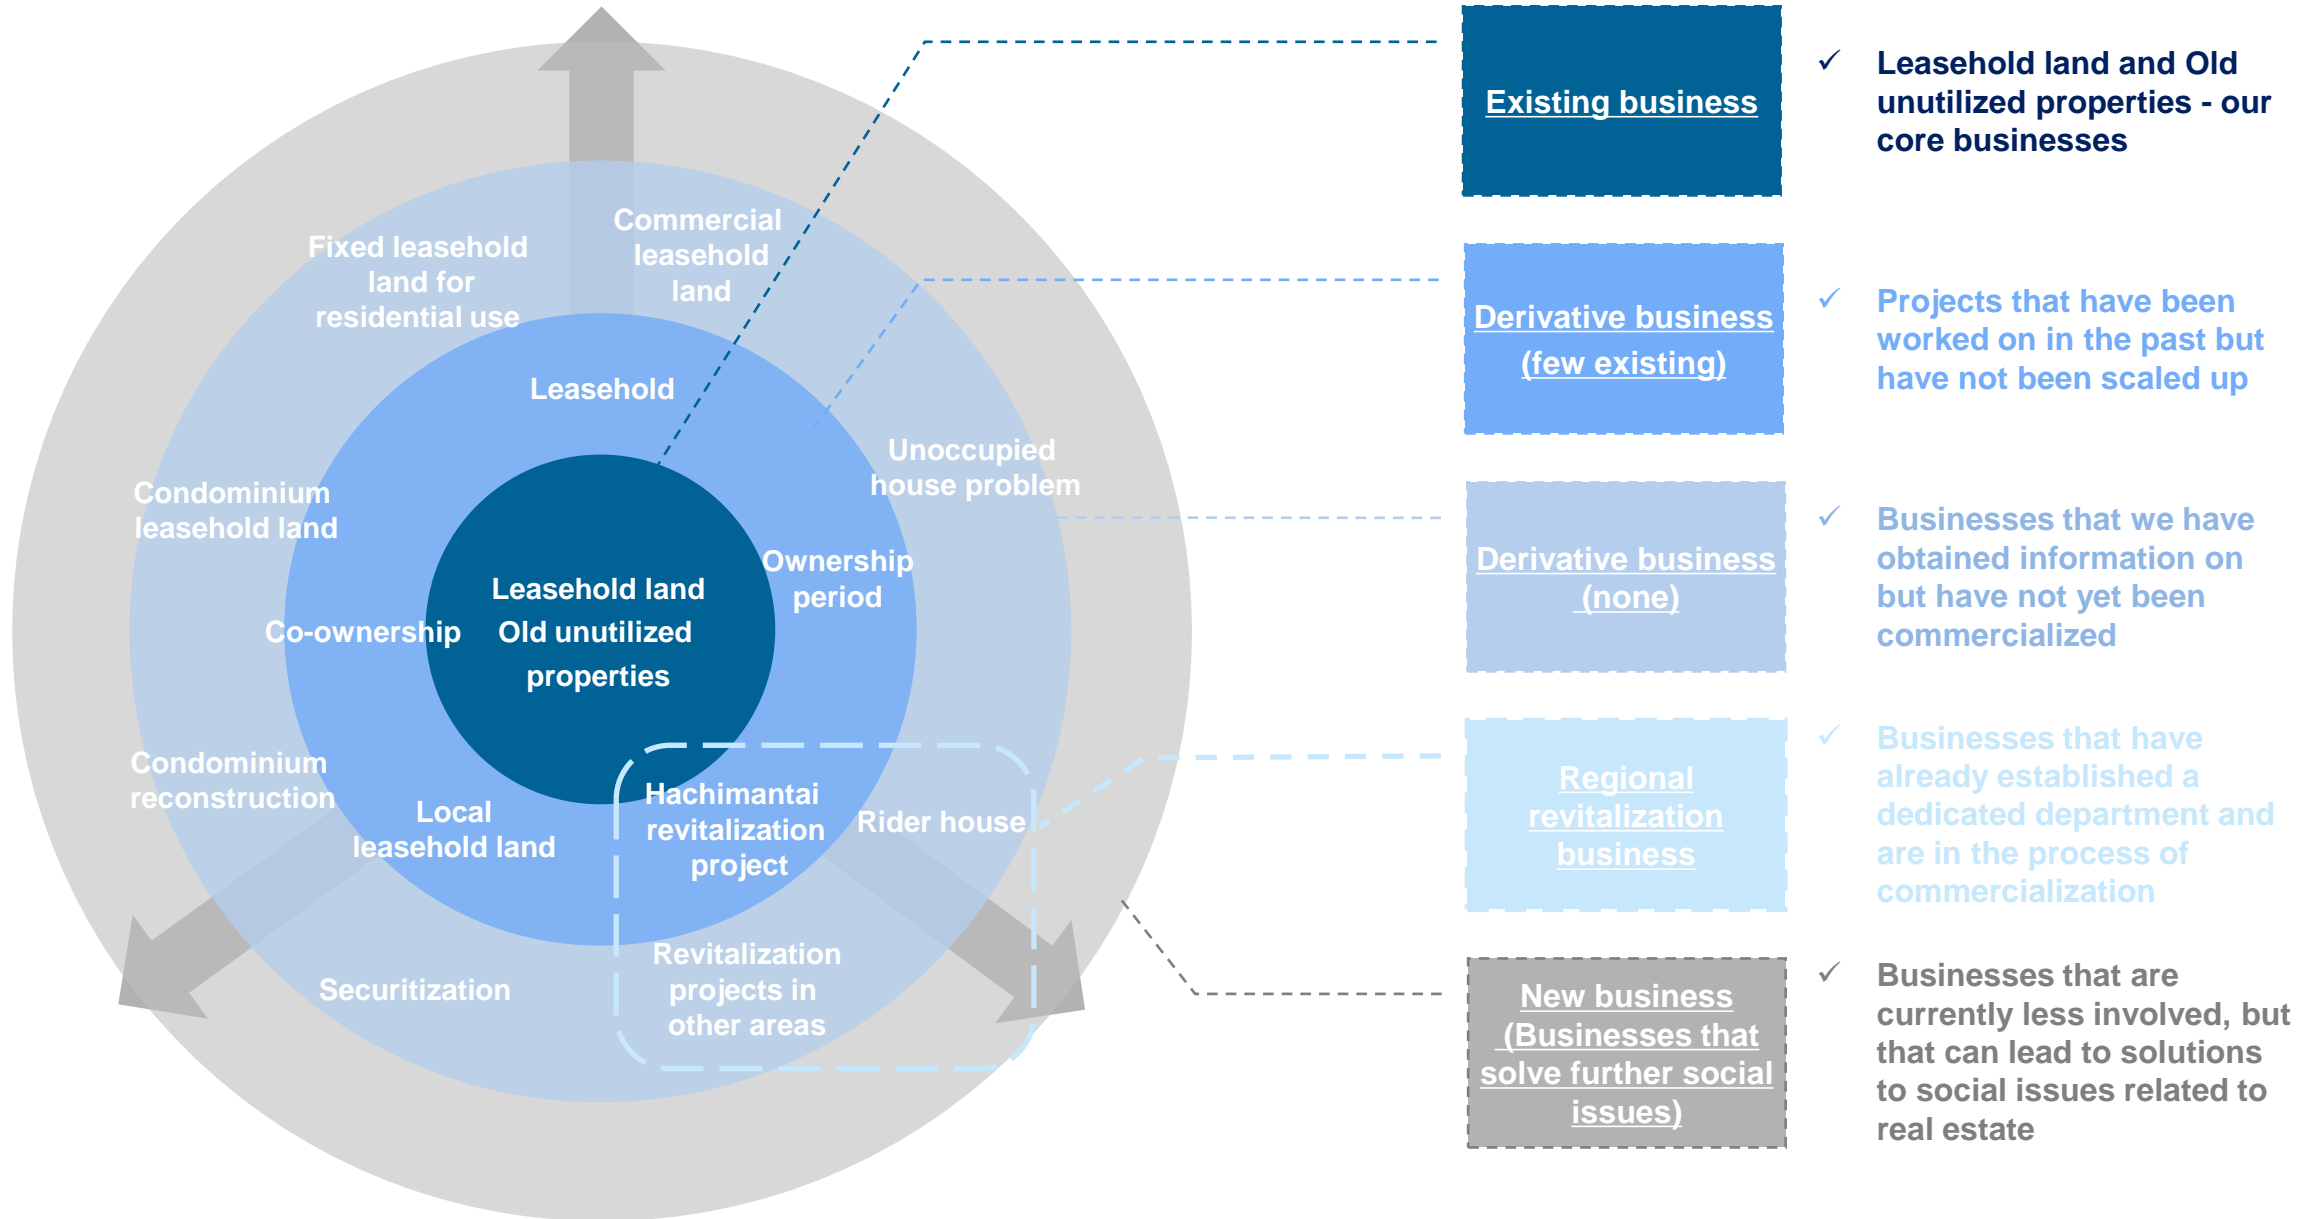 Commercial
leasehold
land
Fixed leasehold
land for
residential use
Leasehold
Unoccupied
house problem
Condominium
leasehold land
Ownership
period
Leasehold land
Old unutilized
properties
Co-ownership
Condominium
reconstruction
Local
leasehold land
Hachimantai
revitalization
project
Rider house
Securitization
Revitalization
projects in
other areas
Existing business
✓ Leasehold land and Old
unutilized properties - our
core businesses
Derivative business
(few existing)
✓ Projects that have been
worked on in the past but
have not been scaled up
Derivative business
(none)
✓ Businesses that we have
obtained information on
but have not yet been
commercialized
Regional
revitalization
business
✓ Businesses that have
already established a
dedicated department and
are in the process of
commercialization
New business
(Businesses that
solve further social
issues)
✓ Businesses that are
currently less involved, but
that can lead to solutions
to social issues related to
real estate